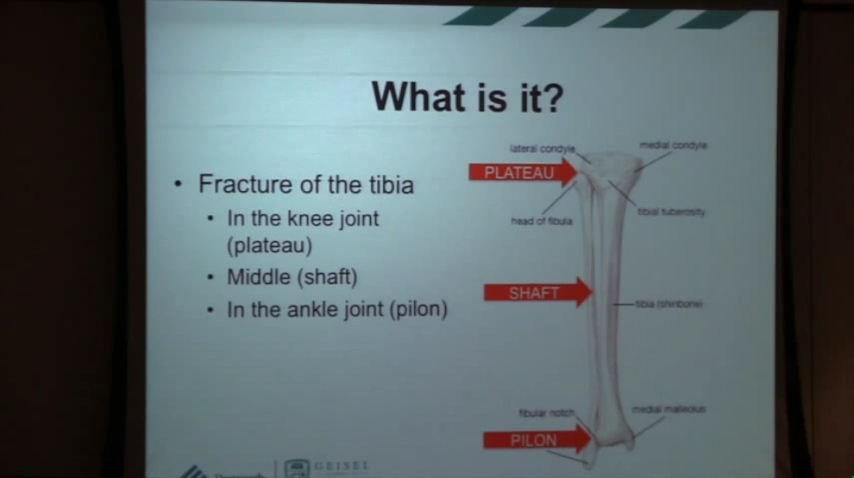 What is it?
• Fracture of the tibia
• In the knee joint
(plateau)
• Middle (shaft)
• In the ankle joint (pilon)
lateral condyle
medial condyle
PLATEAU
head of fibula
tibial tuberosity
SHAFT
tibia (shinbone)
fibular notch
medial malleolus
PILON
GEISEL